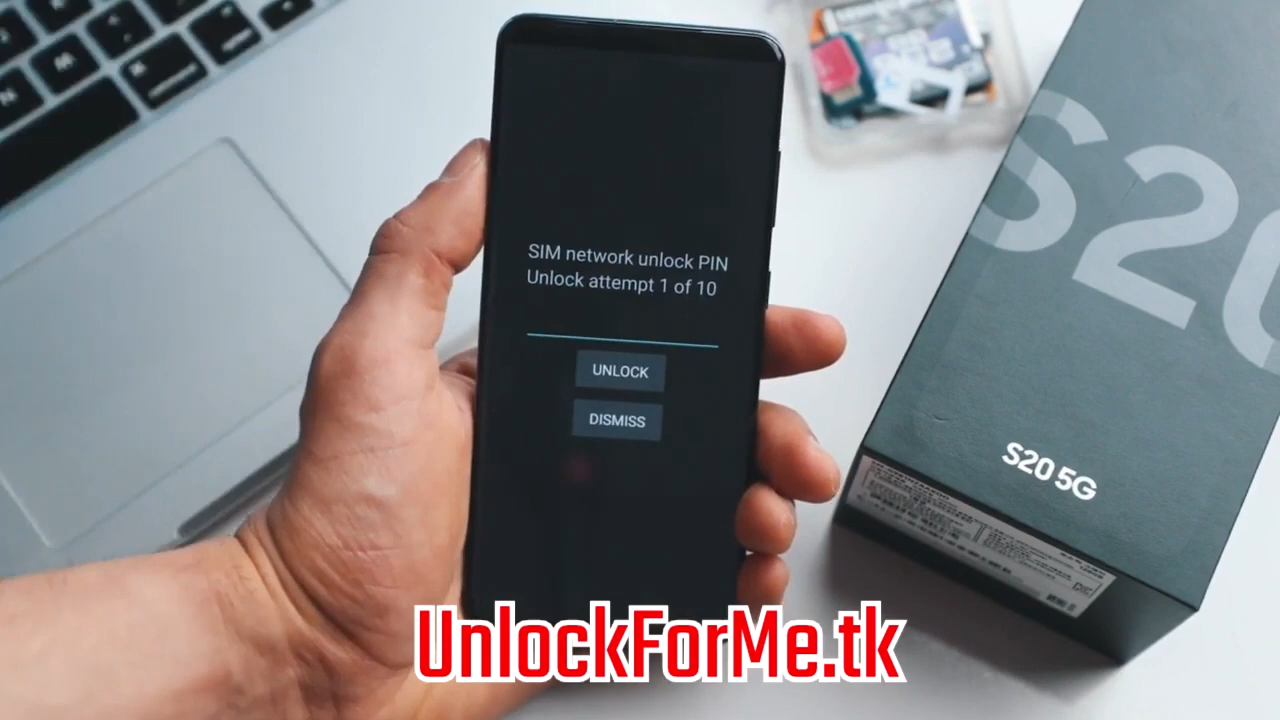 SIM network unlock PIN
Unlock attempt 1 of 10
UNLOCK
DISMISS
S20
S20 5G
UnlockForMe.tk